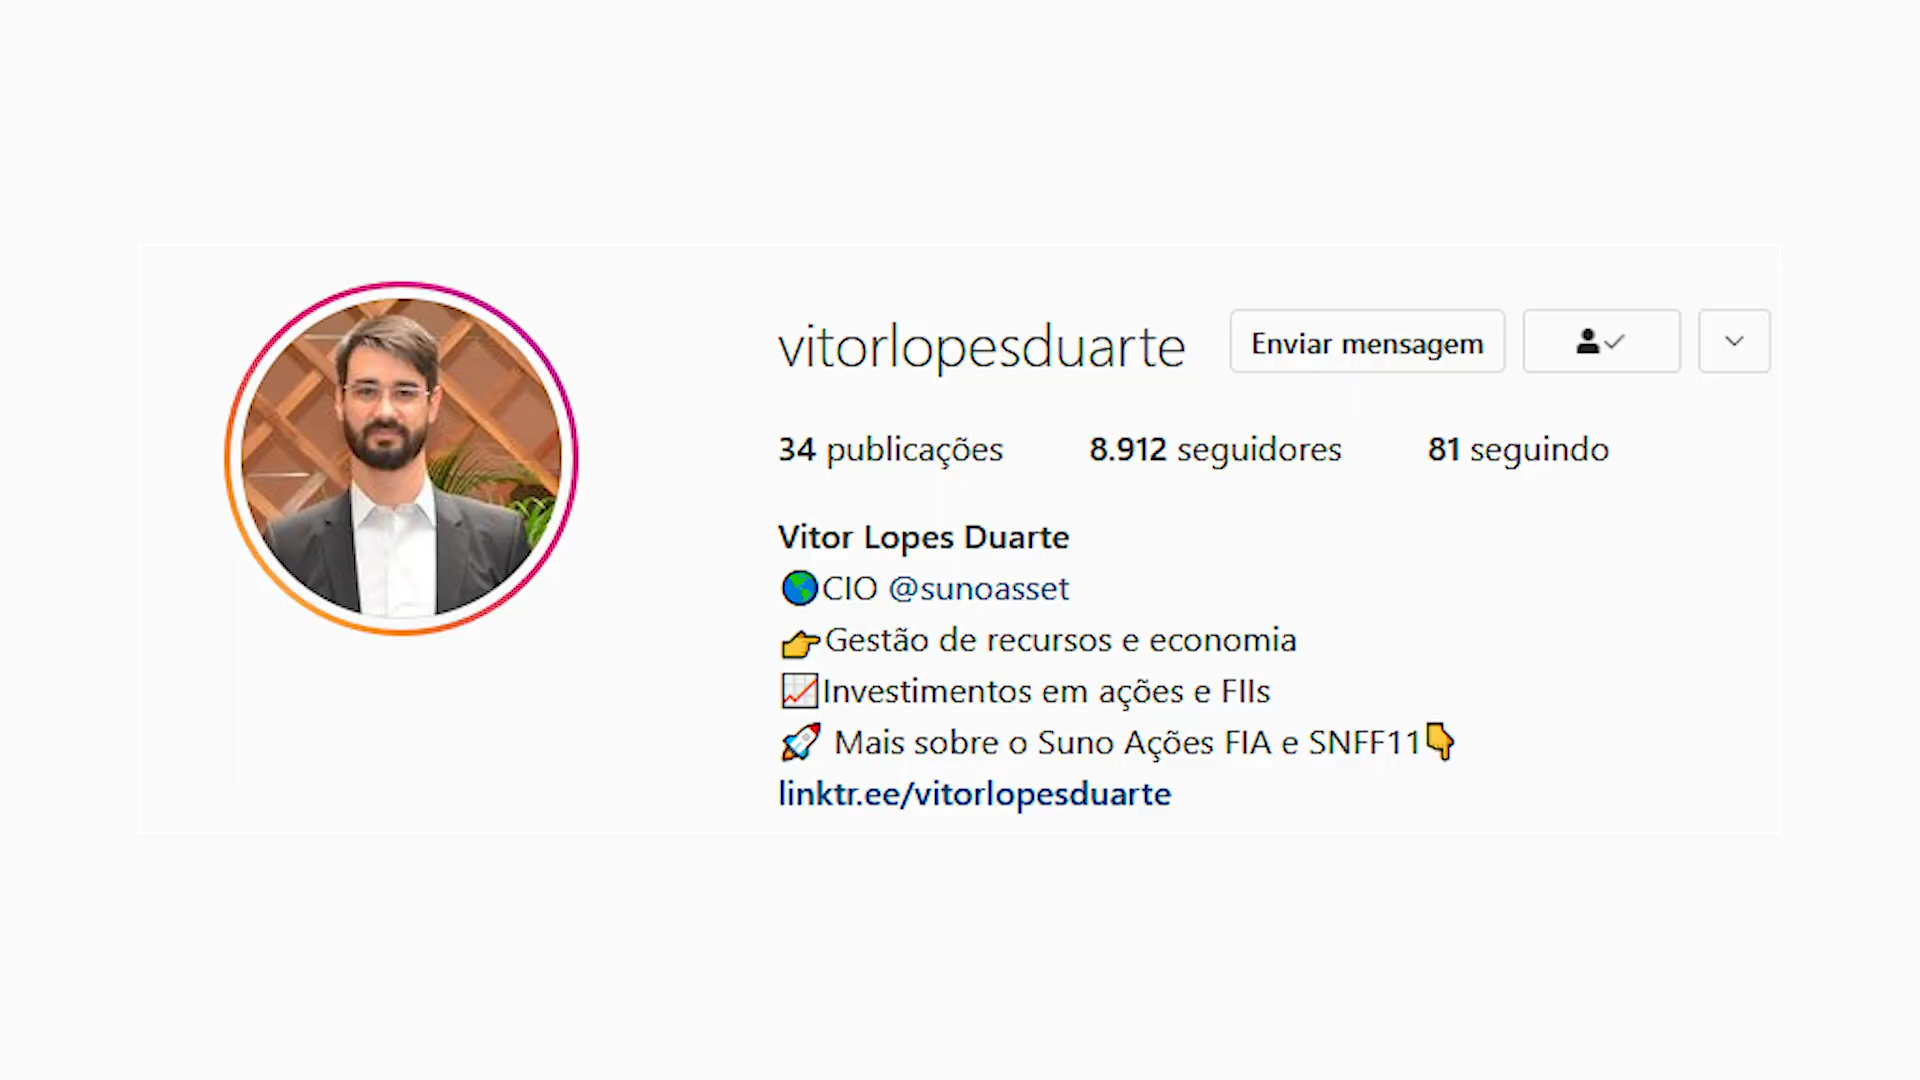 vitorlopesduarte Enviar mensagem
34 publicações 8.912 seguidores 81 seguindo
Vitor Lopes Duarte
🌎CIO @sunoasset
👉Gestão de recursos e economia
📈Investimentos em ações e FIIs
🚀 Mais sobre o Suno Ações FIA e SNFF11👇
linktr.ee/vitorlopesduarte